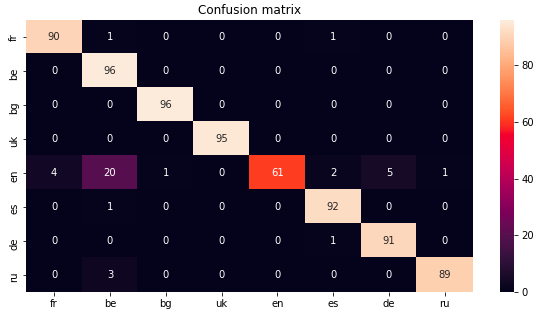 Confusion matrix
fr 90 1 0 0 0 1 0 0
be 0 96 0 0 0 0 0 0
bg 0 0 96 0 0 0 0 0
uk 0 0 0 95 0 0 0 0
en 4 20 1 0 61 2 5 1
es 0 1 0 0 0 92 0 0
de 0 0 0 0 0 1 91 0
ru 0 3 0 0 0 0 0 89
fr be bg uk en es de ru
80
60
40
20
0